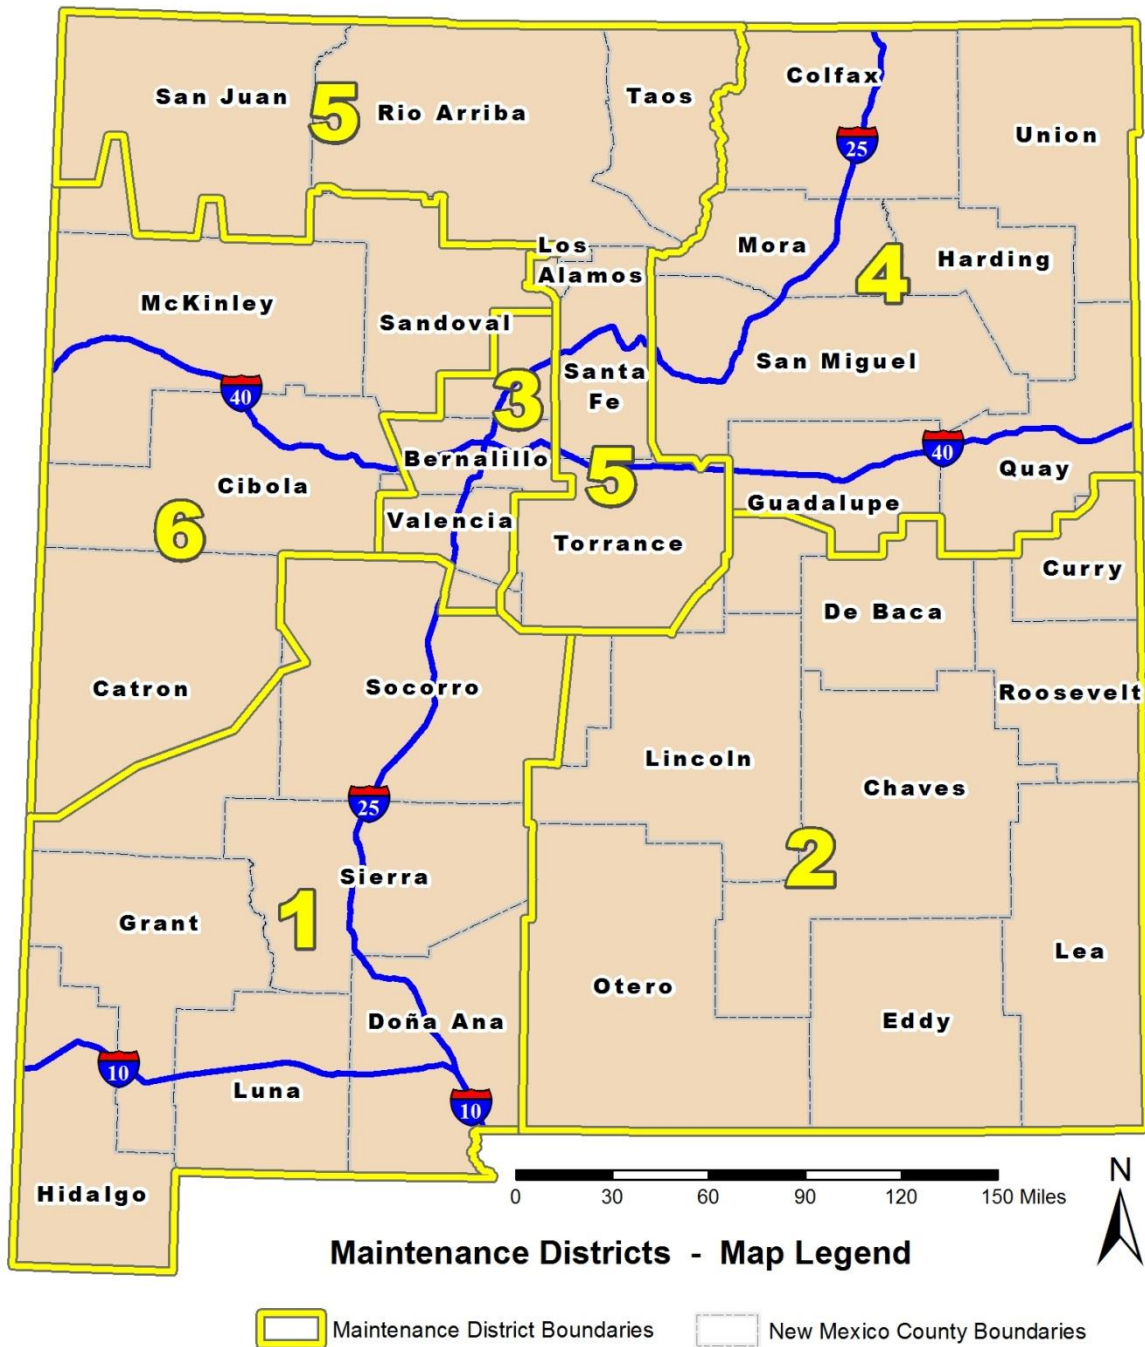 Colfax
San Juan
5
Rio Arriba
Taos
Union
25
Los
Alamos
Mora
4
Harding
McKinley
Sandoval
San Miguel
Santa
Fe
3
40
40
Bernalillo
5
Quay
Cibola
Guadalupe
6
Valencia
Torrance
Curry
De Baca
Catron
Socorro
Roosevelt
Lincoln
Chaves
25
2
Sierra
1
Grant
Lea
Otero
Doña Ana
Eddy
10
Luna
10
Hidalgo
N
0 30 60 90 120 150 Miles
Maintenance Districts - Map Legend
Maintenance District Boundaries
New Mexico County Boundaries